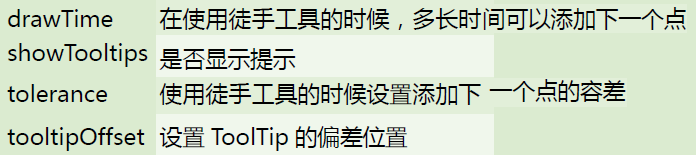 drawTime 在使用徒手工具的时候，多长时间可以添加下一个点
showTooltips 是否显示提示
tolerance 使用徒手工具的时候设置添加下 一个点的容差
tooltipOffset 设置 ToolTip 的偏差位置